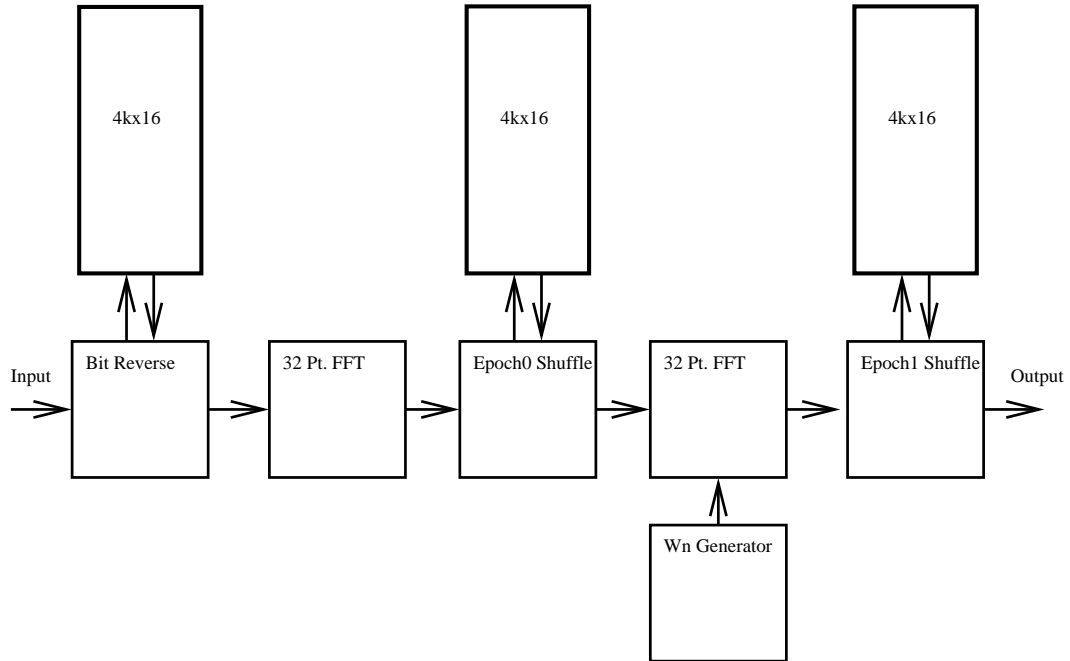 4kx16
4kx16
4kx16
Input
Bit Reverse
32 Pt. FFT
Epoch0 Shuffle
32 Pt. FFT
Epoch1 Shuffle
Output
Wn Generator